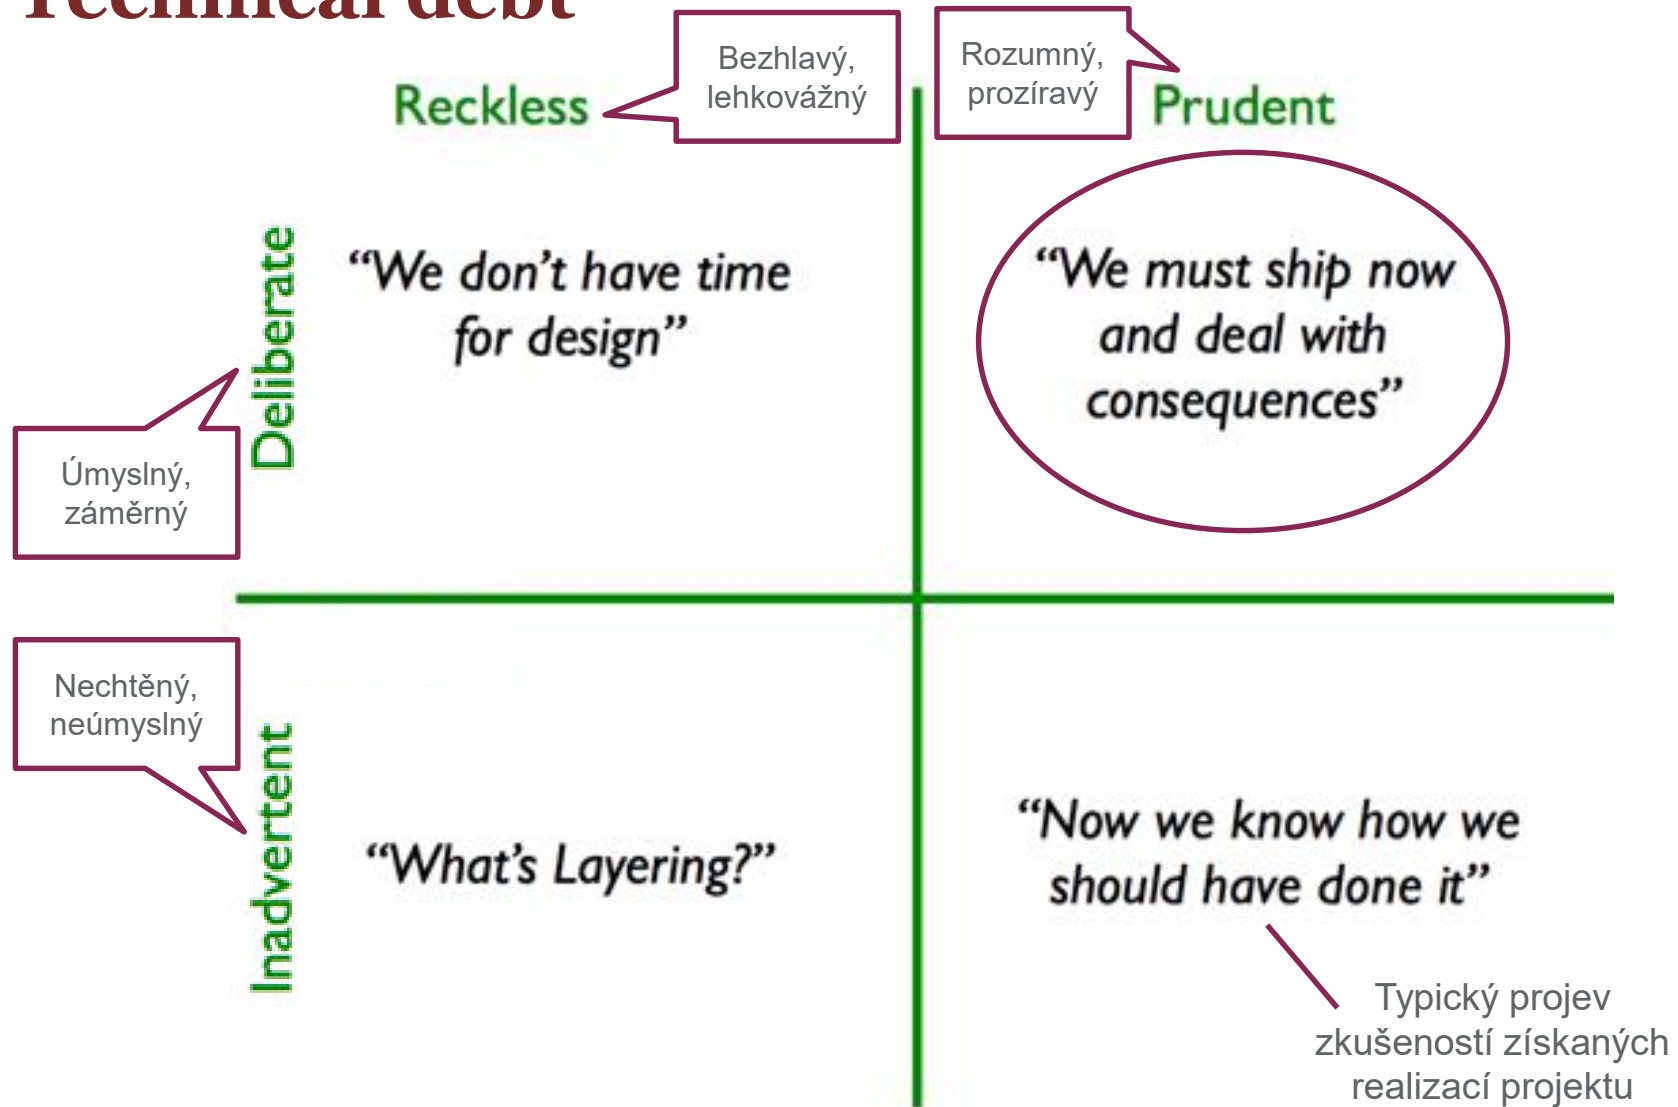 Technical debt
Bezhlavý,
lehkovážný
Rozumný,
prozíravý
Reckless
Prudent
Deliberate
“We don’t have time
for design”
“We must ship now
and deal with
consequences”
Úmyslný,
záměrný
Nechtěný,
neúmyslný
Inadvertent
“What’s Layering?”
“Now we know how we
should have done it”
Typický projev
zkušeností získaných
realizací projektu